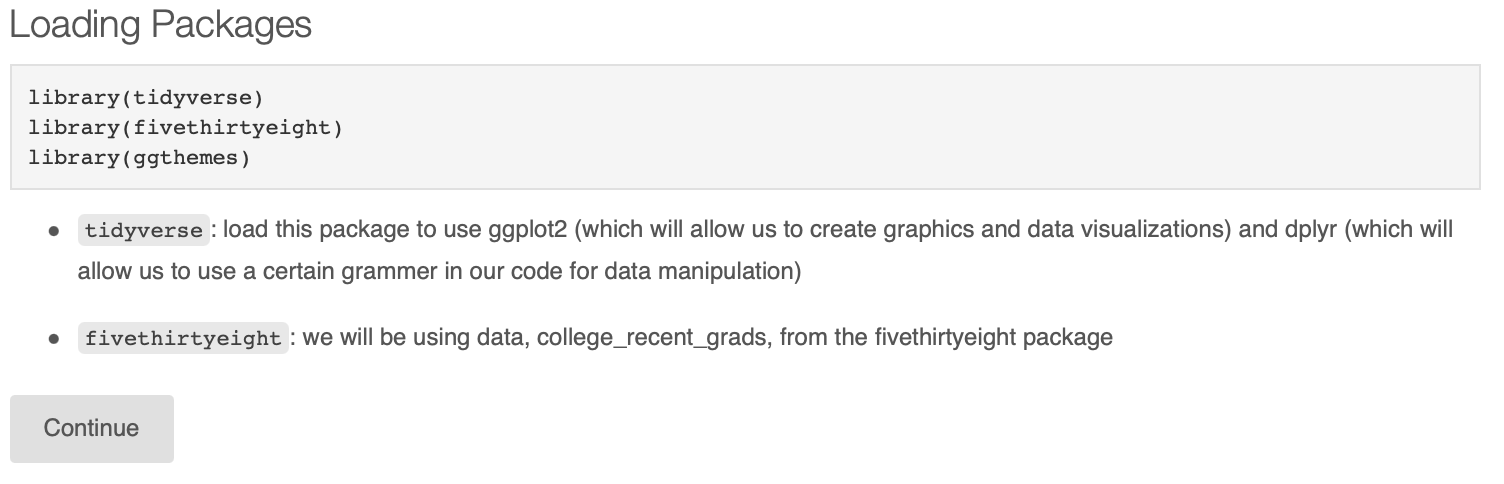 Loading Packages
library(tidyverse)
library(fivethirtyeight)
library(ggthemes)
tidyverse: load this package to use ggplot2 (which will allow us to create graphics and data visualizations) and dplyr (which will
allow us to use a certain grammer in our code for data manipulation)
fivethirtyeight: we will be using data, college_recent_grads, from the fivethirtyeight package
Continue